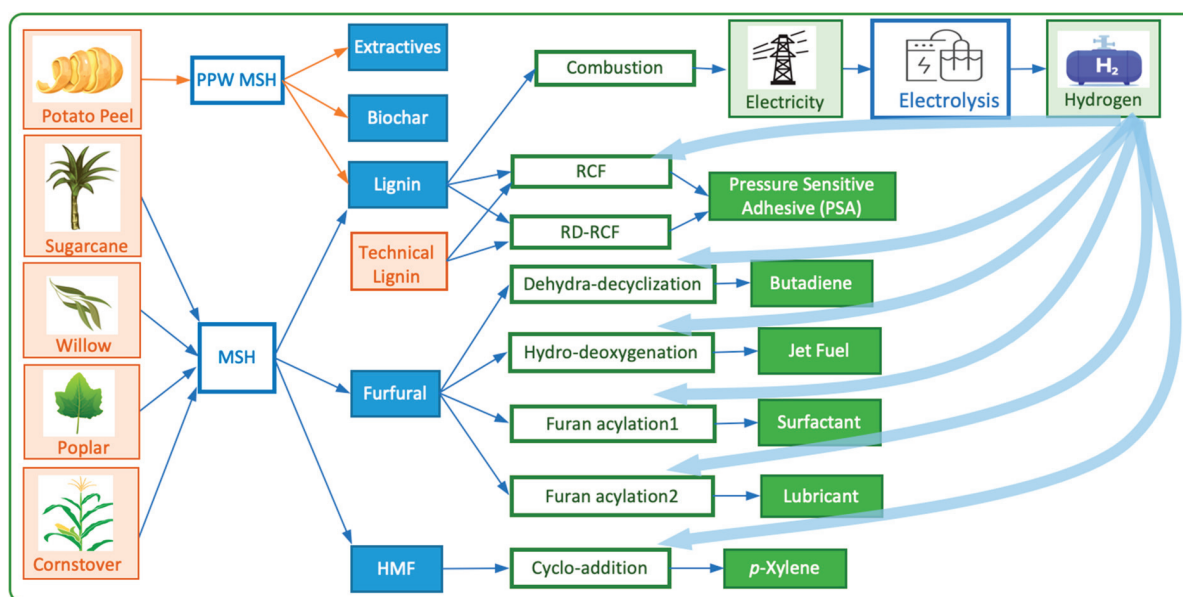 Potato Peel
Sugarcane
Willow
Poplar
Cornstover
PPW MSH
MSH
Extractives
Biochar
Lignin
Technical
Lignin
Furfural
HMF
Combustion
RCF
RD-RCF
Dehydra-decyclization
Hydro-deoxygenation
Furan acylation1
Furan acylation2
Cyclo-addition
Electricity
Electrolysis
H2
Hydrogen
Pressure Sensitive
Adhesive (PSA)
Butadiene
Jet Fuel
Surfactant
Lubricant
p-Xylene